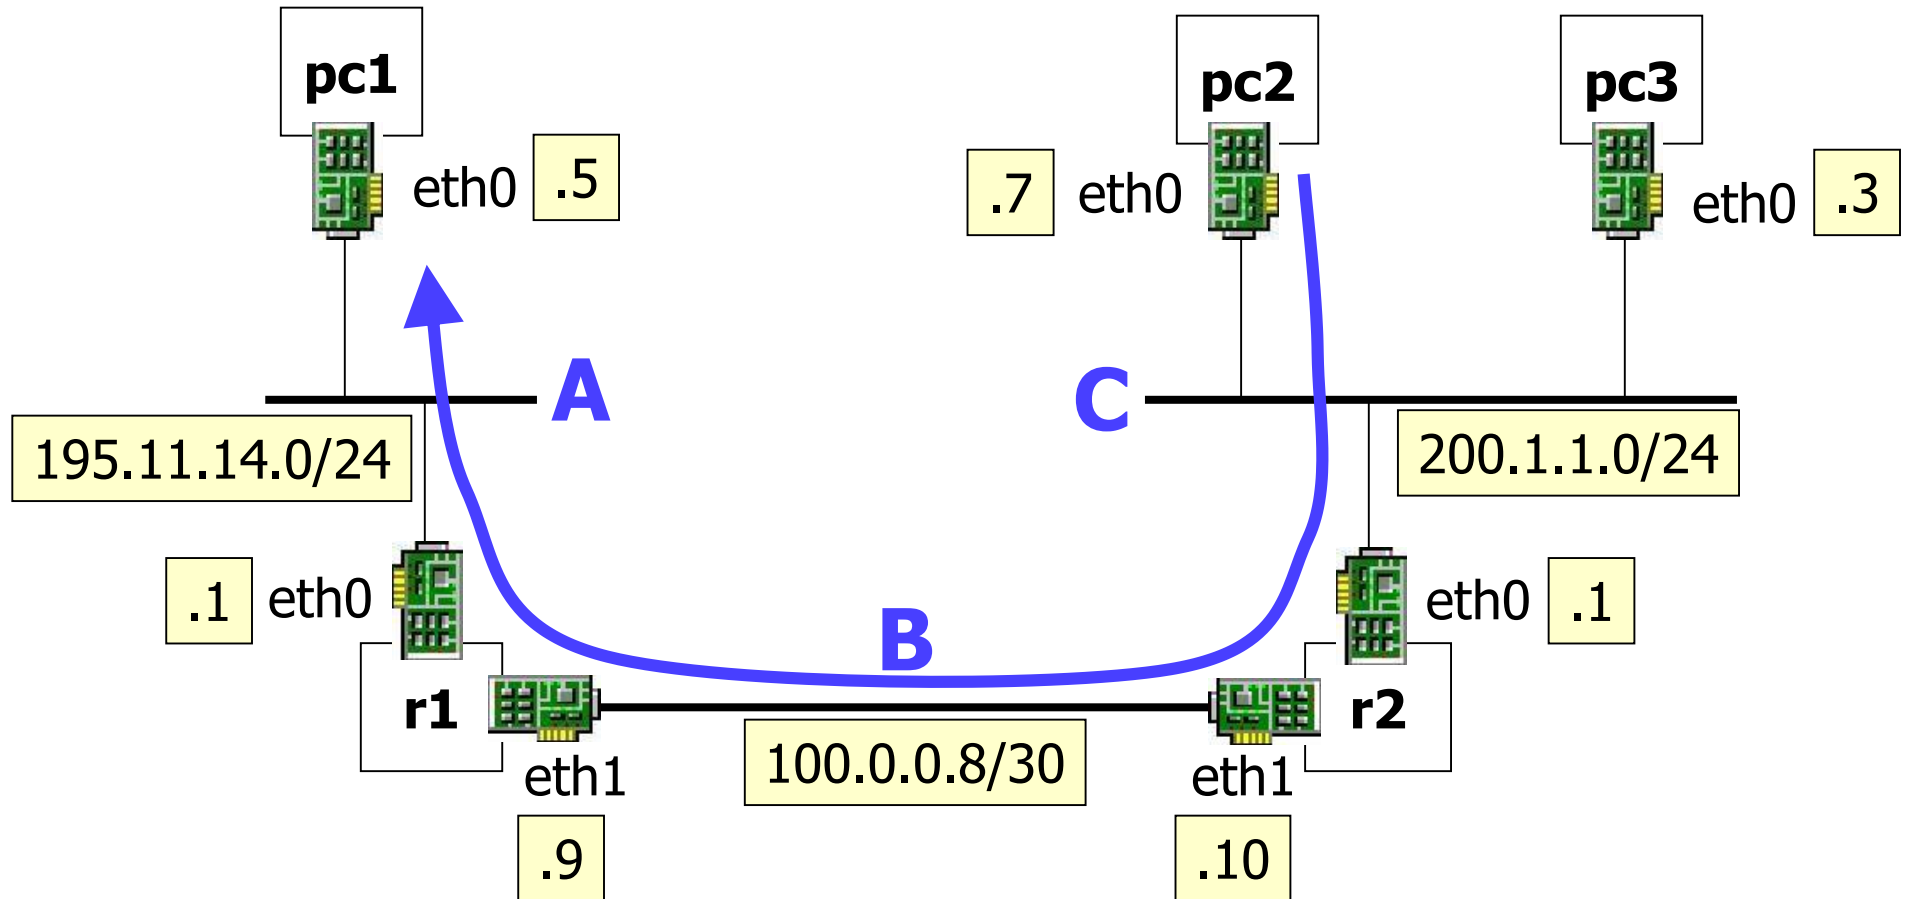 pc1
pc2
pc3
eth0 .5
.7 eth0
eth0 .3
A
C
195.11.14.0/24
200.1.1.0/24
.1 eth0
eth0 .1
B
r1
r2
100.0.0.8/30
eth1
eth1
.9
.10